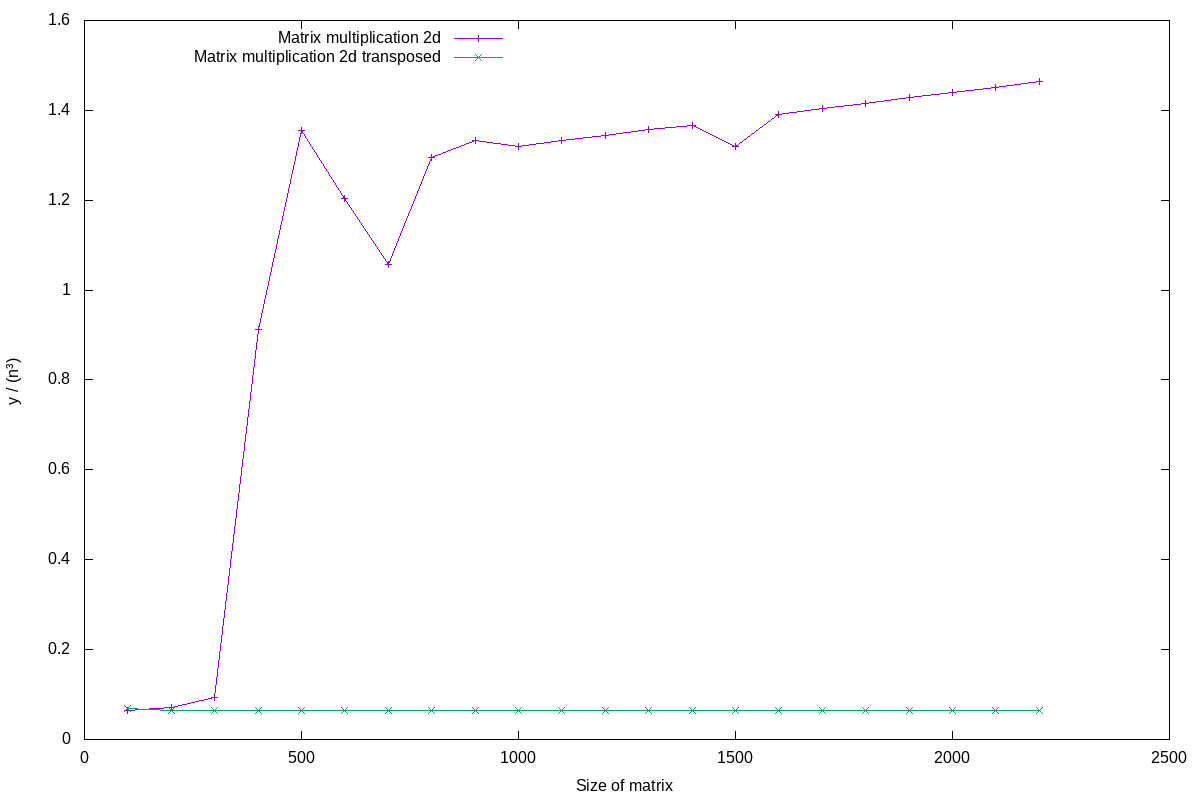 1.6
Matrix multiplication 2d
Matrix multiplication 2d transposed
1.4
1.2
1
0.8
y / (n³)
0.6
0.4
0.2
0
0 500 1000 1500 2000 2500
Size of matrix